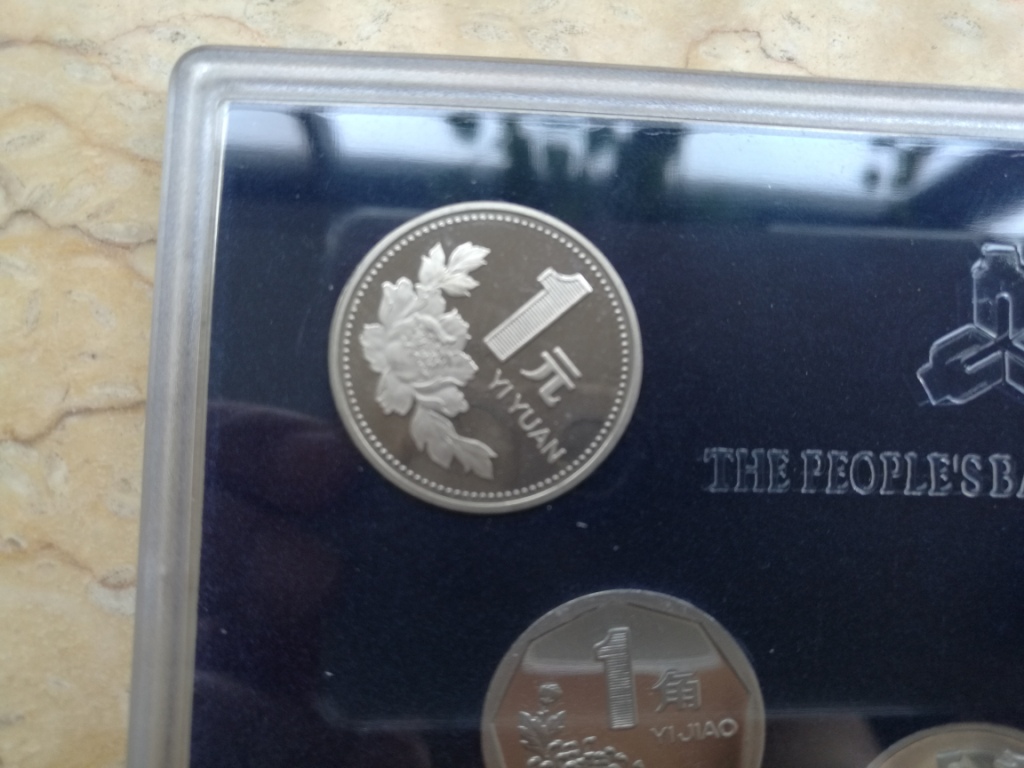 1
元
YI YUAN
THE PEOPLE'S BA
1
角
YI JIAO